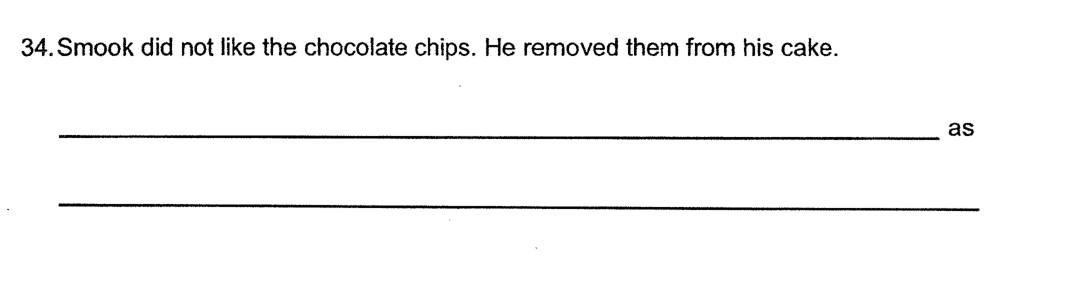 34. Smook did not like the chocolate chips. He removed them from his cake.
as